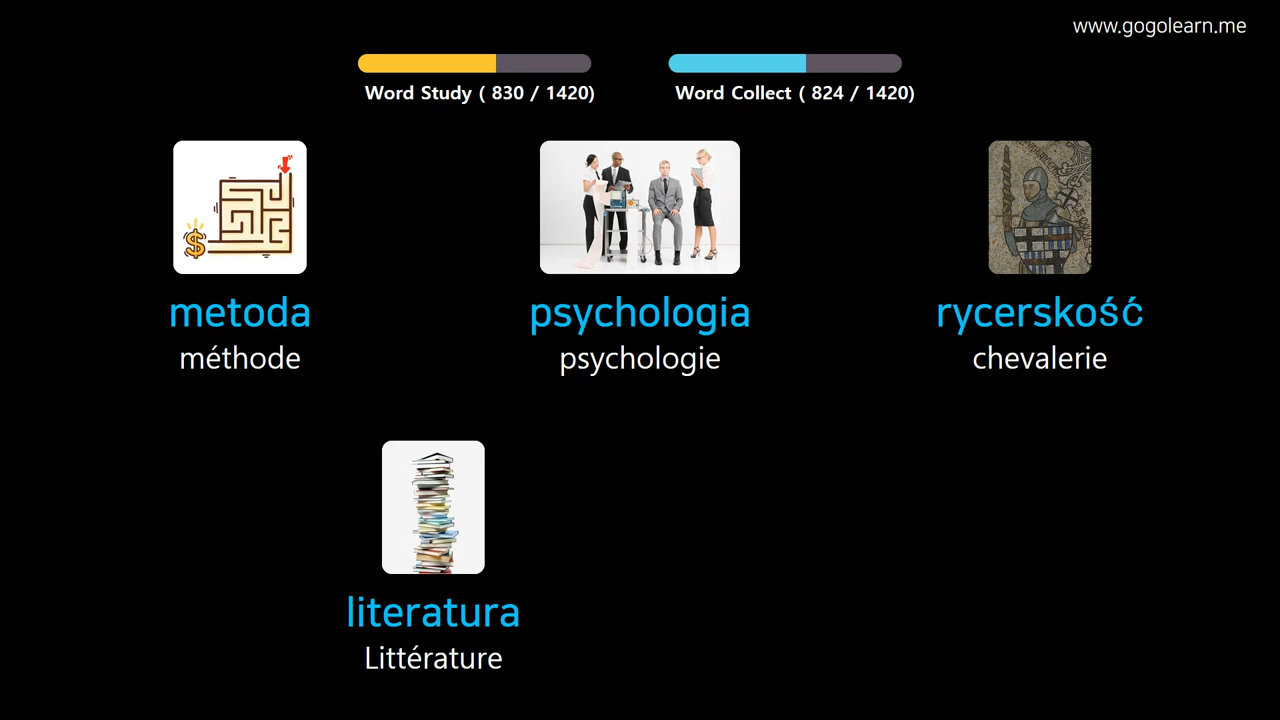 www.gogolearn.me
Word Study ( 830 / 1420)
Word Collect ( 824 / 1420)
metoda
méthode
psychologia
psychologie
rycerskość
chevalerie
literatura
Littérature